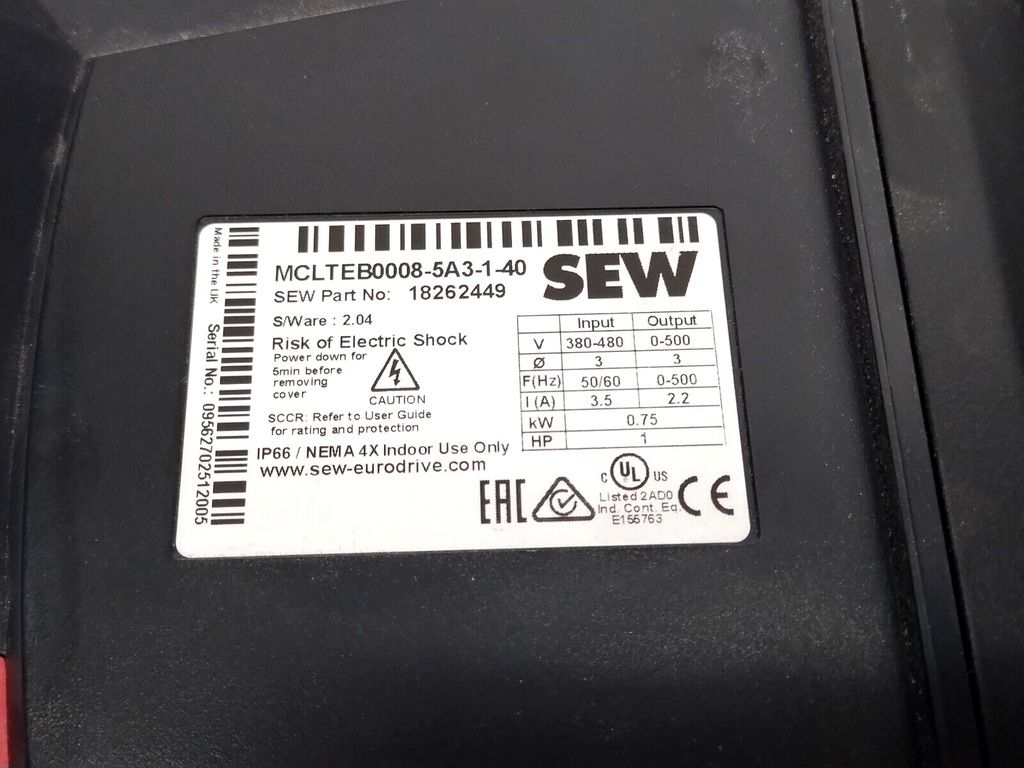 MCLTEB0008-5A3-1-40
SEW
SEW Part No: 18262449
S/Ware : 2.04
Risk of Electric Shock
Power down for
5min before
removing
cover
CAUTION
SCCR: Refer to User Guide
for rating and protection
IP66 / NEMA 4X Indoor Use Only
www.sew-eurodrive.com
Input Output
V 380-480 0-500
Ø 3 3
F(Hz) 50/60 0-500
I (A) 3.5 2.2
kW 0.75
HP 1
EAC
C UL US
Listed 2AD0
Ind. Cont. Eq.
E155763
CE
Made in the UK
Serial No.: 09562702512005